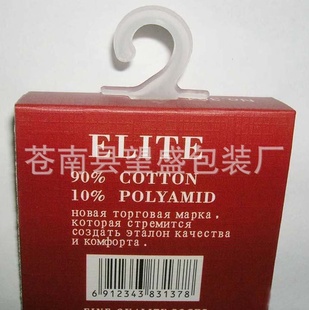 ELITE
苍南县望盛包装厂
90% COTTON
10% POLYAMID
новая торговая марка,
которая стремится
создать эталон качества
и комфорта.
6 912343 831378